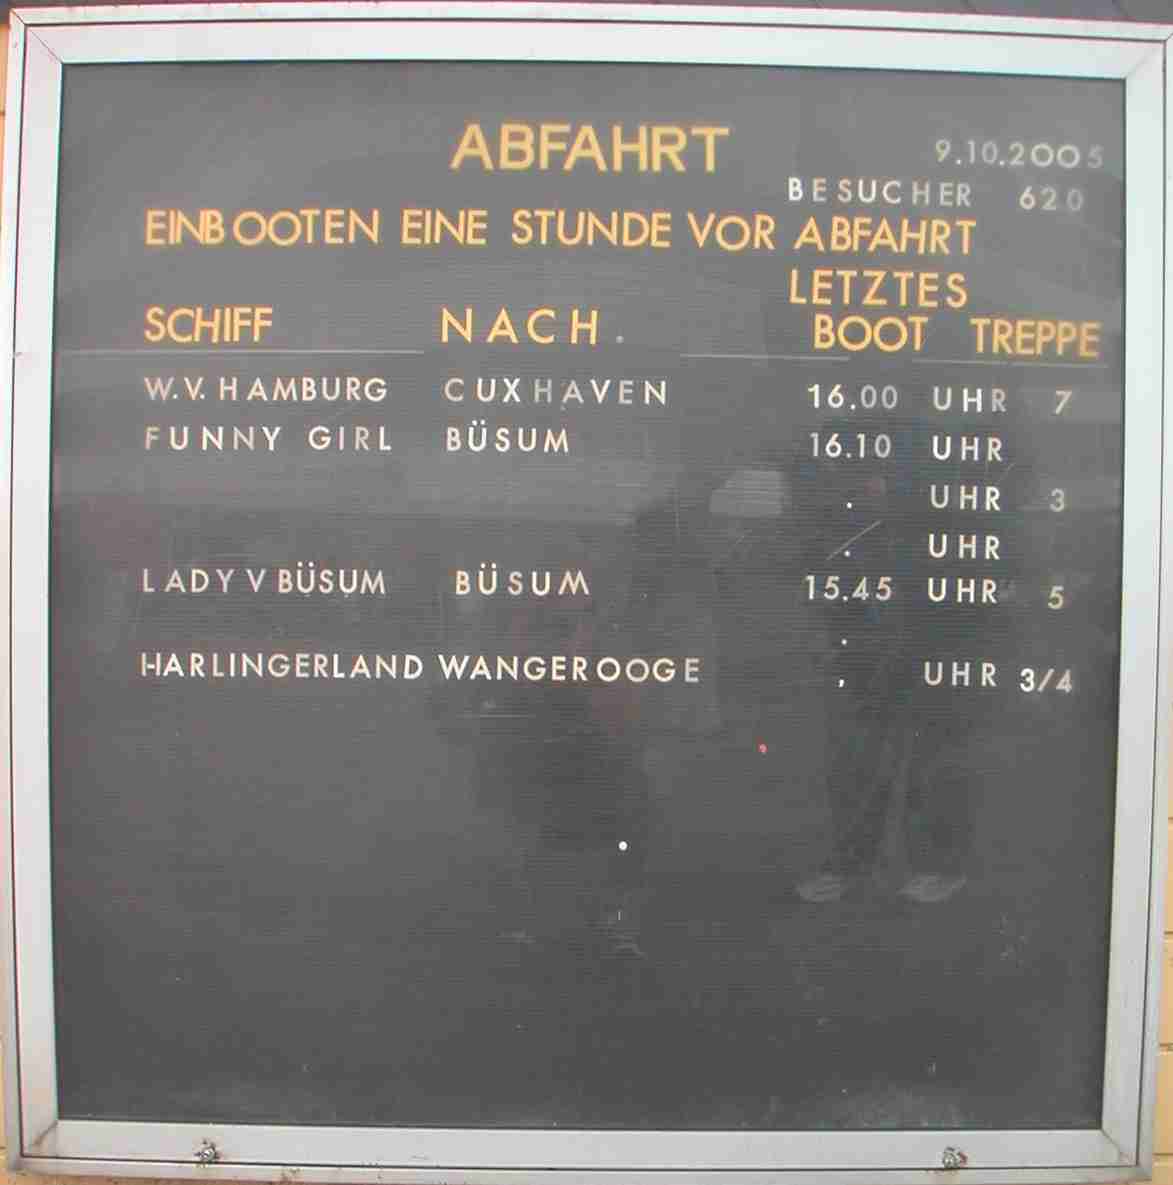 ABFAHRT 9.10.2005
BESUCHER 620
EINBOOTEN EINE STUNDE VOR ABFAHRT
LETZTES
SCHIFF NACH. BOOT TREPPE
W.V. HAMBURG CUXHAVEN 16.00 UHR 7
FUNNY GIRL BÜSUM 16.10 UHR
. UHR 3
. UHR
LADY V BÜSUM BÜSUM 15.45 UHR 5
.
HARLINGERLAND WANGEROOGE , UHR 3/4